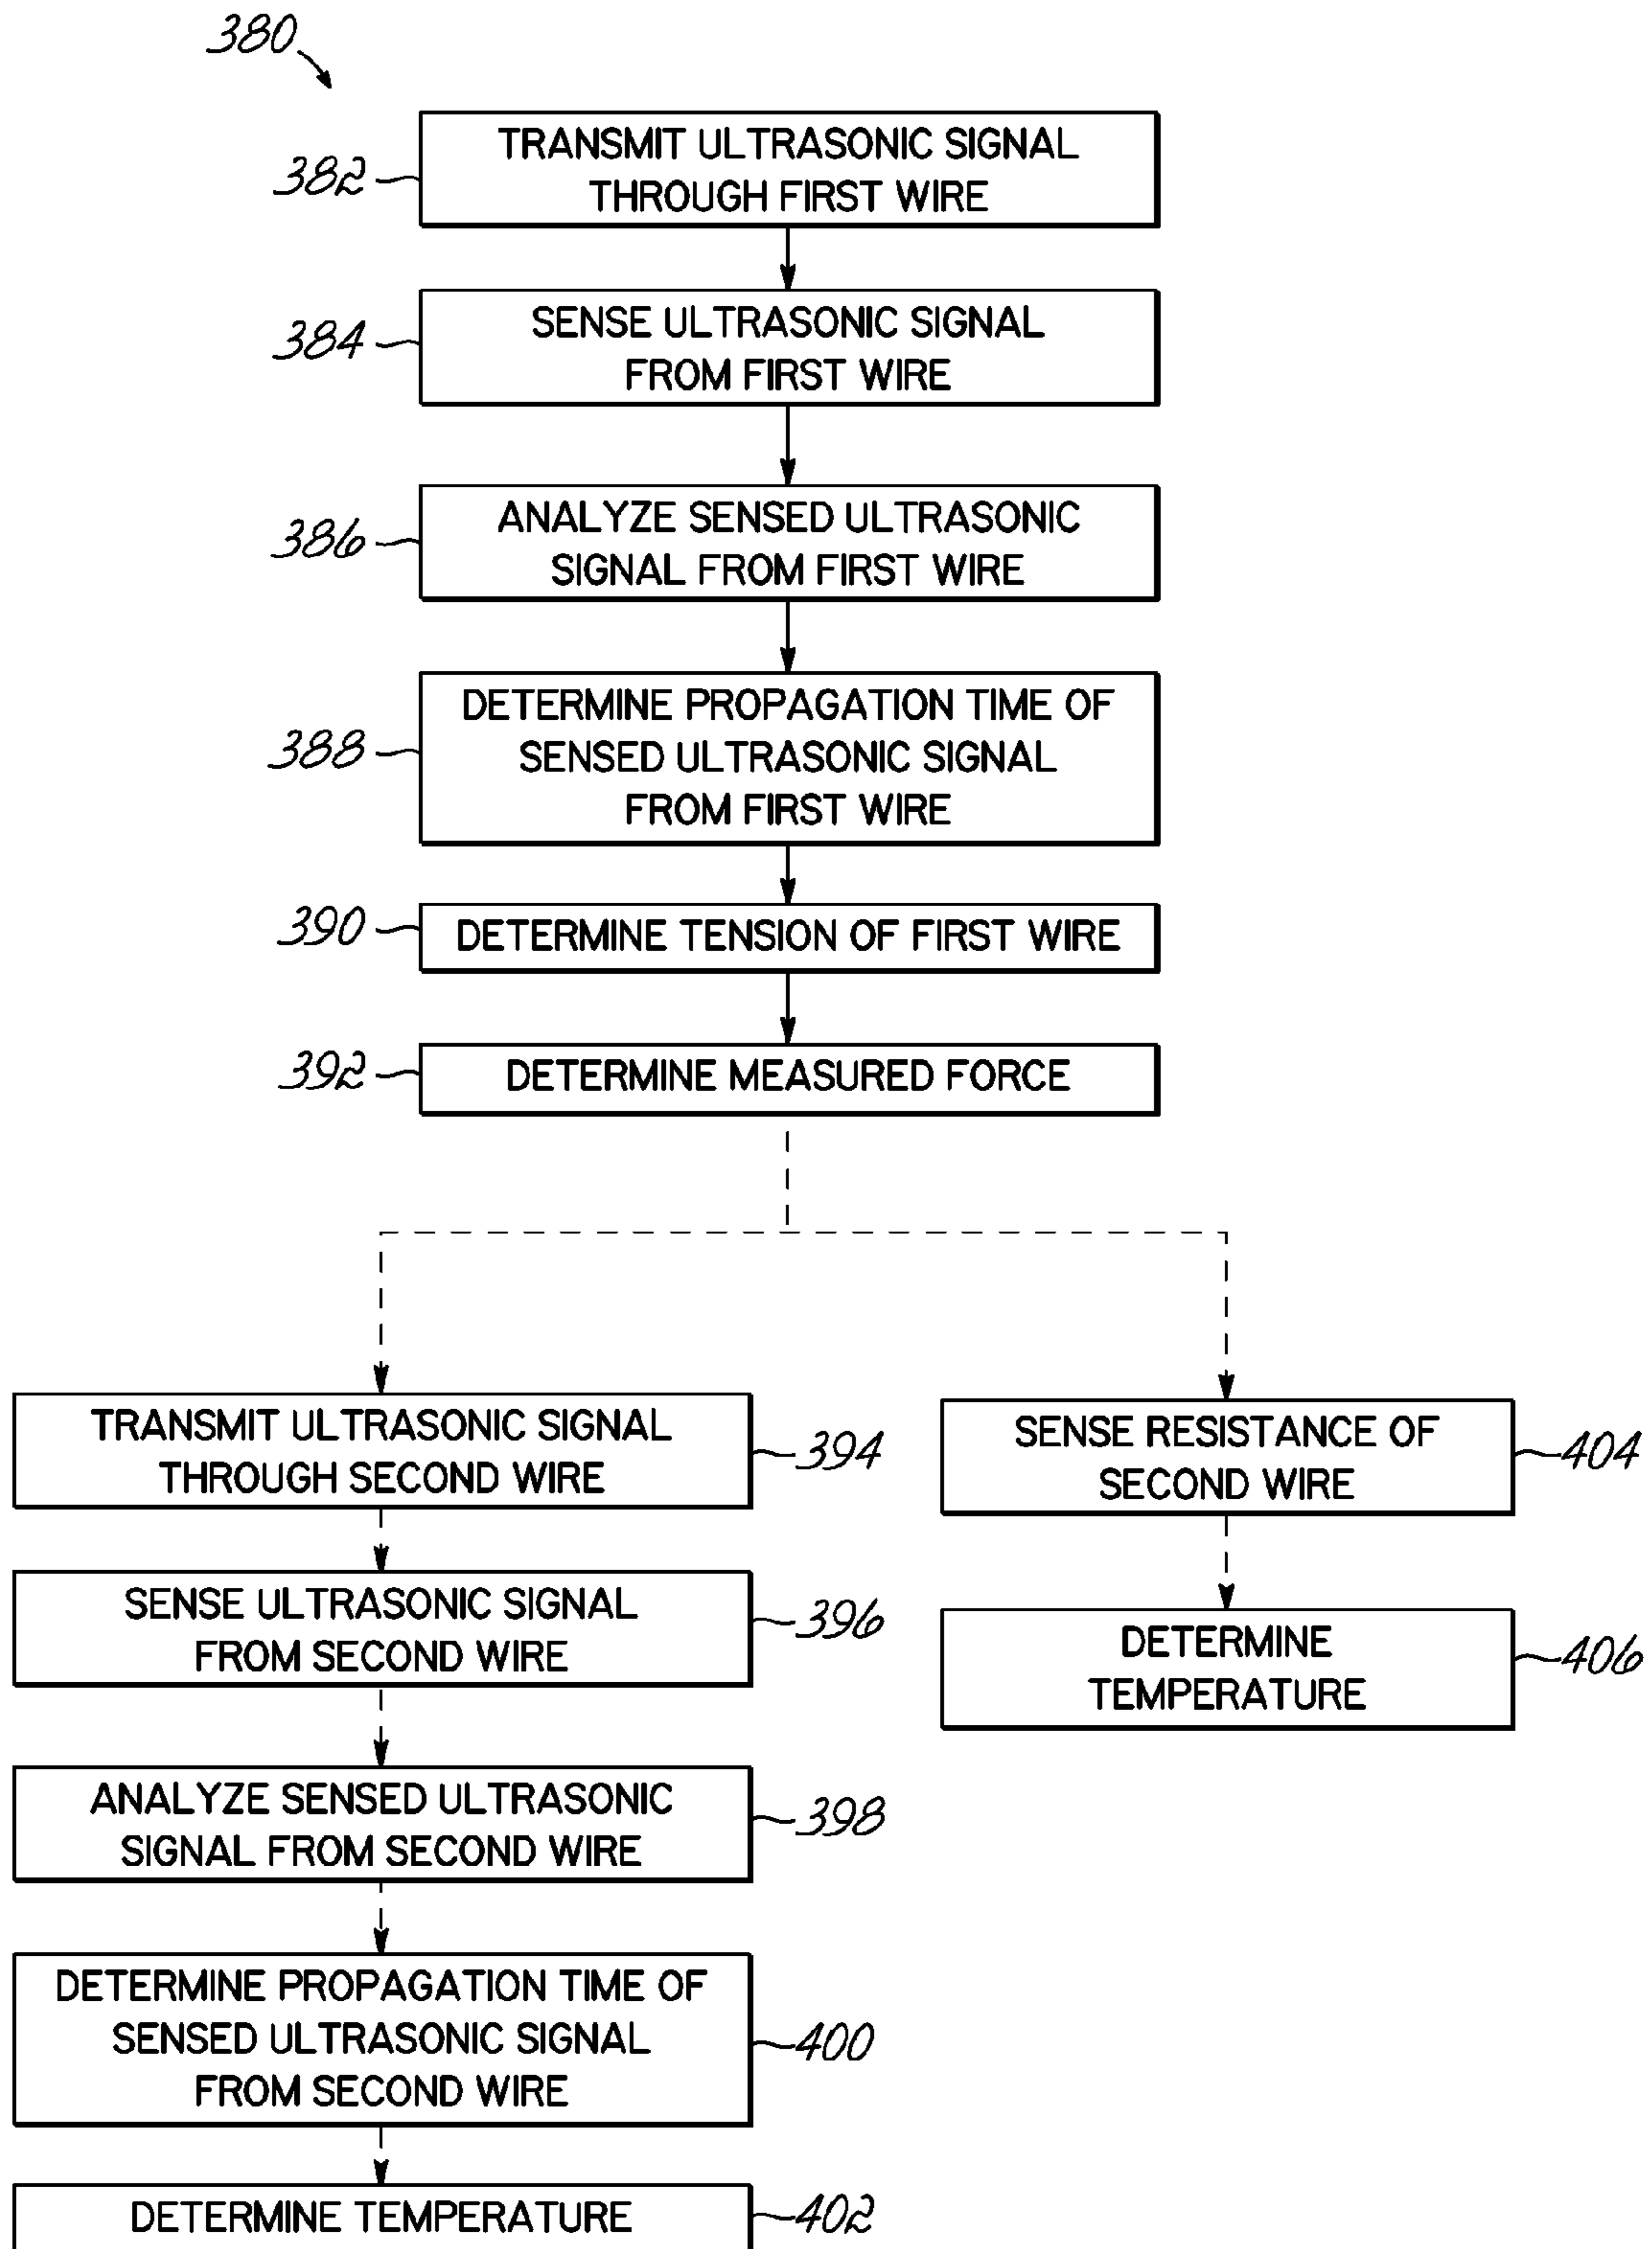 380
382
TRANSMIT ULTRASONIC SIGNAL
THROUGH FIRST WIRE
384
SENSE ULTRASONIC SIGNAL
FROM FIRST WIRE
386
ANALYZE SENSED ULTRASONIC
SIGNAL FROM FIRST WIRE
388
DETERMINE PROPAGATION TIME OF
SENSED ULTRASONIC SIGNAL
FROM FIRST WIRE
390
DETERMINE TENSION OF FIRST WIRE
392
DETERMINE MEASURED FORCE
TRANSMIT ULTRASONIC SIGNAL
THROUGH SECOND WIRE
394
SENSE ULTRASONIC SIGNAL
FROM SECOND WIRE
396
ANALYZE SENSED ULTRASONIC
SIGNAL FROM SECOND WIRE
398
DETERMINE PROPAGATION TIME OF
SENSED ULTRASONIC SIGNAL
FROM SECOND WIRE
400
DETERMINE TEMPERATURE
402
SENSE RESISTANCE OF
SECOND WIRE
404
DETERMINE
TEMPERATURE
406